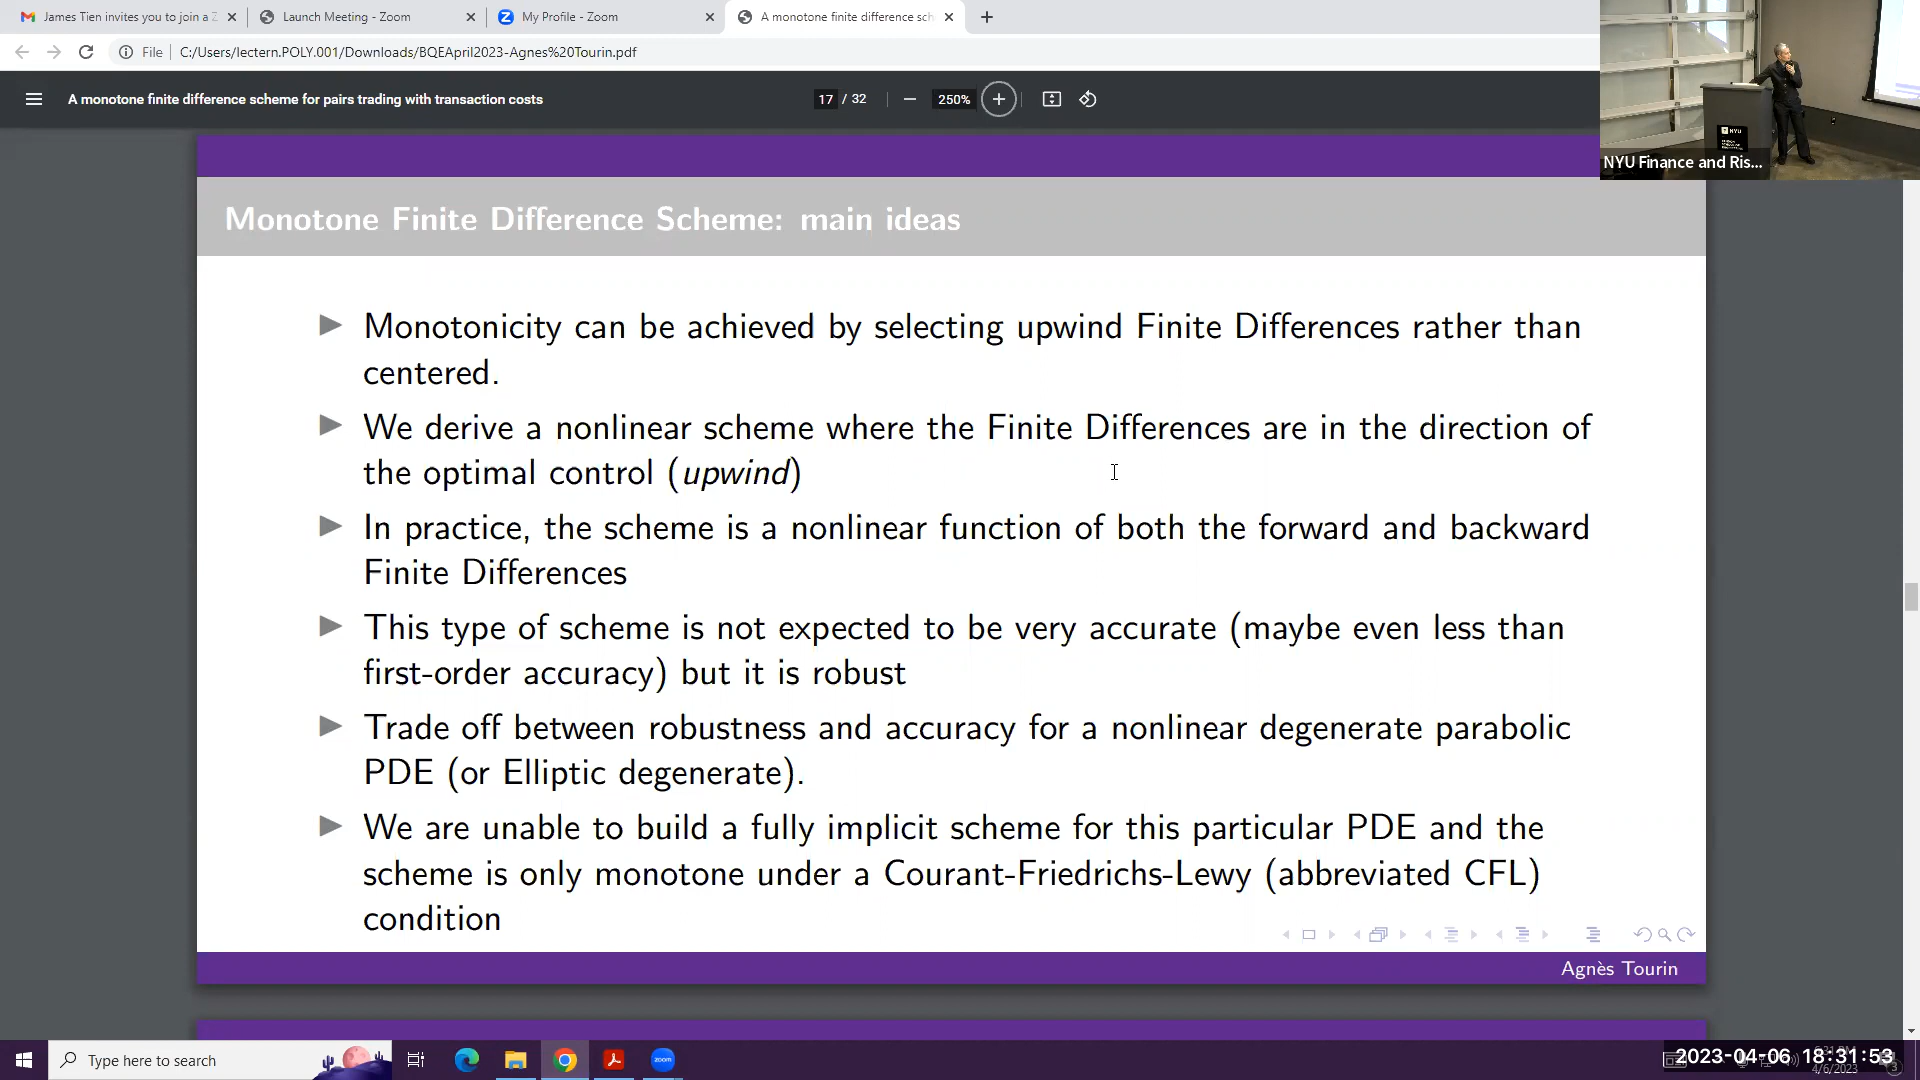 James Tien invites you to join a Z
Launch Meeting - Zoom
My Profile - Zoom
A monotone finite difference sch
File
C:/Users/lectern.POLY.001/Downloads/BQEApril2023-Agnes%20Tourin.pdf
A monotone finite difference scheme for pairs trading with transaction costs
17 / 32
250%
NYU
NYU Finance and Ris...
Monotone Finite Difference Scheme: main ideas
Monotonicity can be achieved by selecting upwind Finite Differences rather than
centered.
We derive a nonlinear scheme where the Finite Differences are in the direction of
the optimal control (upwind)
In practice, the scheme is a nonlinear function of both the forward and backward
Finite Differences
This type of scheme is not expected to be very accurate (maybe even less than
first-order accuracy) but it is robust
Trade off between robustness and accuracy for a nonlinear degenerate parabolic
PDE (or Elliptic degenerate).
We are unable to build a fully implicit scheme for this particular PDE and the
scheme is only monotone under a Courant-Friedrichs-Lewy (abbreviated CFL)
condition
Agnès Tourin
Type here to search
zoom
2023-04-06 18:31:53
4/6/2023
3